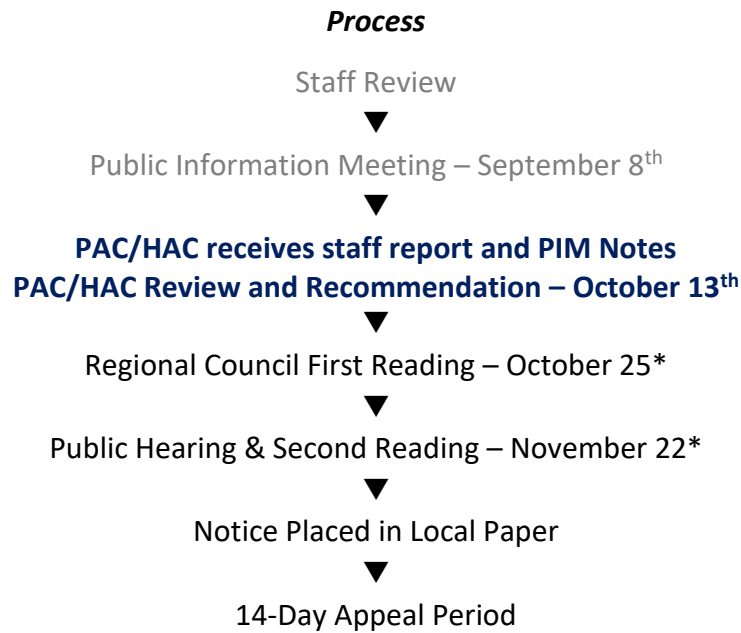 Process
Staff Review
Public Information Meeting – September 8th
PAC/HAC receives staff report and PIM Notes
PAC/HAC Review and Recommendation – October 13th
Regional Council First Reading – October 25*
Public Hearing & Second Reading – November 22*
Notice Placed in Local Paper
14-Day Appeal Period